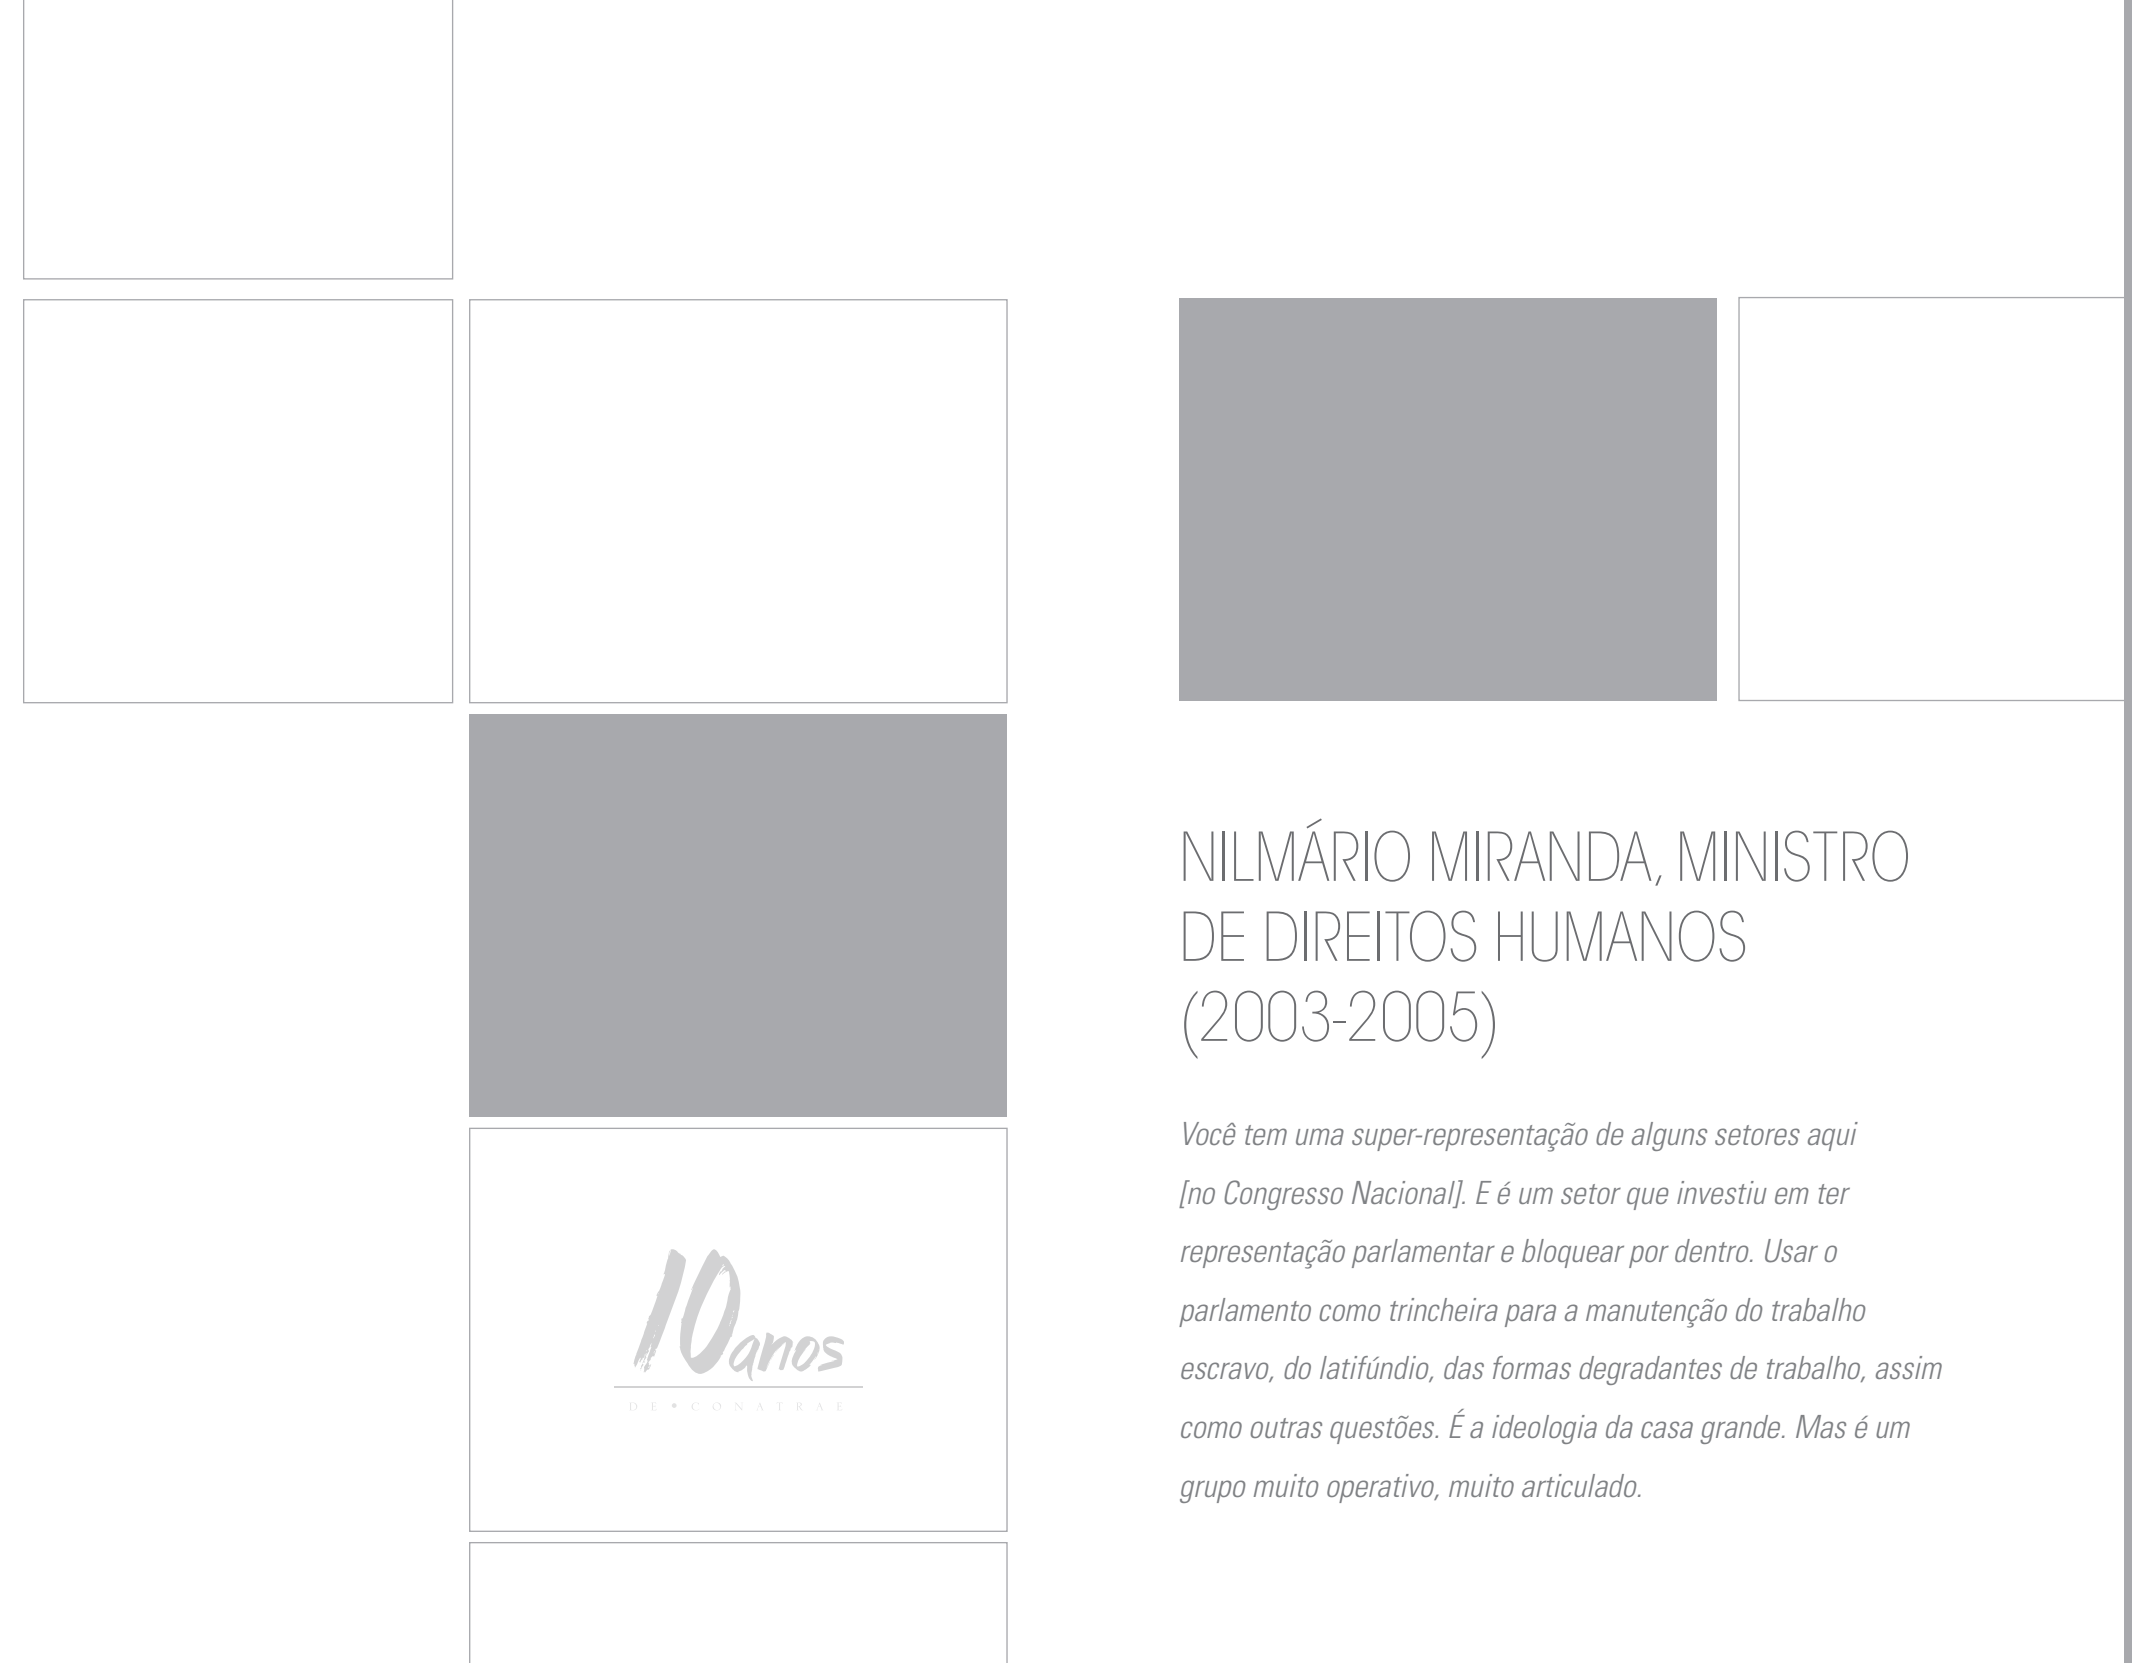 10anos
DE • CONATRAE
NILMÁRIO MIRANDA, MINISTRO
DE DIREITOS HUMANOS
(2003-2005)
Você tem uma super-representação de alguns setores aqui
[no Congresso Nacional]. E é um setor que investiu em ter
representação parlamentar e bloquear por dentro. Usar o
parlamento como trincheira para a manutenção do trabalho
escravo, do latifúndio, das formas degradantes de trabalho, assim
como outras questões. É a ideologia da casa grande. Mas é um
grupo muito operativo, muito articulado.